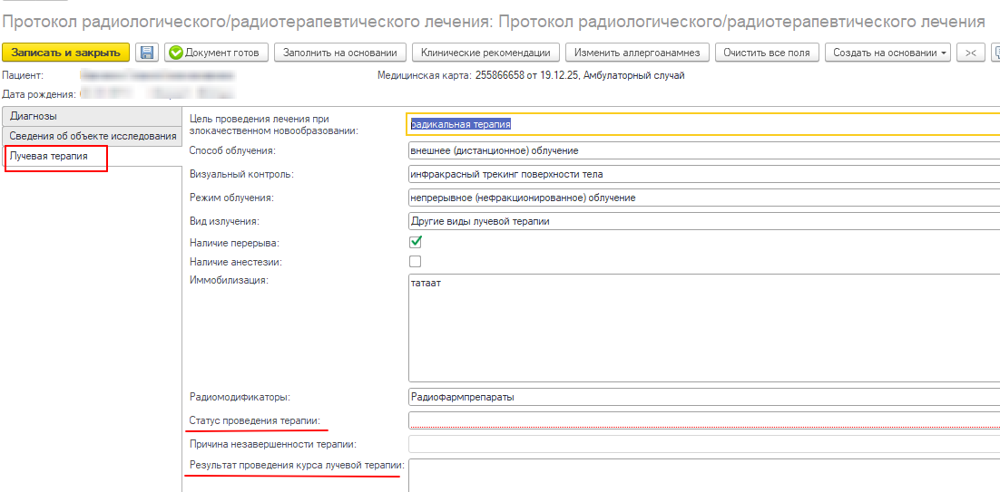 Протокол радиологического/радиотерапевтического лечения: Протокол радиологического/радиотерапевтического лечения
Записать и закрыть Документ готов Заполнить на основании Клинические рекомендации Изменить аллергоанамнез Очистить все поля Создать на основании ><
Пациент: Медицинская карта: 255866658 от 19.12.25, Амбулаторный случай
Дата рождения:
Диагнозы
Сведения об объекте исследования
Лучевая терапия
Цель проведения лечения при
злокачественном новообразовании: радикальная терапия
Способ облучения: внешнее (дистанционное) облучение
Визуальный контроль: инфракрасный трекинг поверхности тела
Режим облучения: непрерывное (нефракционированное) облучение
Вид излучения: Другие виды лучевой терапии
Наличие перерыва:
Наличие анестезии:
Иммобилизация: татаат
Радиомодификаторы: Радиофармпрепараты
Статус проведения терапии:
Причина незавершенности терапии:
Результат проведения курса лучевой терапии: